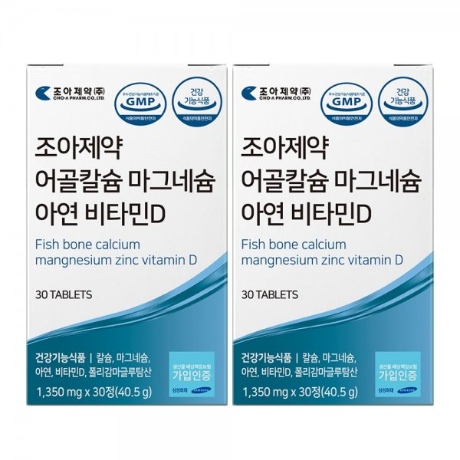 조아제약(주)
CHO-A PHARM.CO.,LTD.
GMP
건강
기능식품
조아제약
어골칼슘 마그네슘
아연 비타민D
Fish bone calcium
mangnesium zinc vitamin D
30 TABLETS
건강기능식품 | 칼슘, 마그네슘,
아연, 비타민D, 폴리감마글루탐산
1,350 mg x 30정(40.5 g)
가입인증
조아제약(주)
CHO-A PHARM.CO.,LTD.
GMP
건강
기능식품
조아제약
어골칼슘 마그네슘
아연 비타민D
Fish bone calcium
mangnesium zinc vitamin D
30 TABLETS
건강기능식품 | 칼슘, 마그네슘,
아연, 비타민D, 폴리감마글루탐산
1,350 mg x 30정(40.5 g)
가입인증